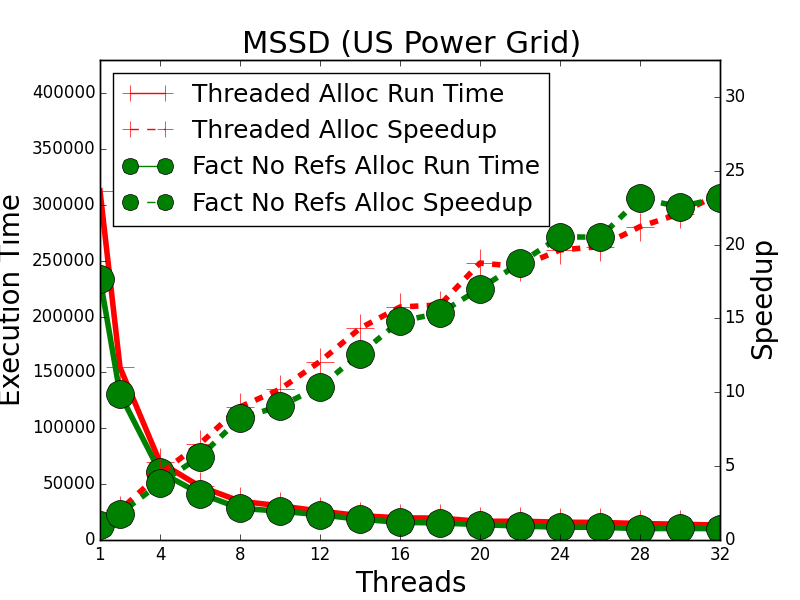 MSSD (US Power Grid)
Threaded Alloc Run Time
Threaded Alloc Speedup
Fact No Refs Alloc Run Time
Fact No Refs Alloc Speedup
Execution Time
400000
350000
300000
250000
200000
150000
100000
50000
0
30
25
20
15
10
5
0
Speedup
1 4 8 12 16 20 24 28 32
Threads